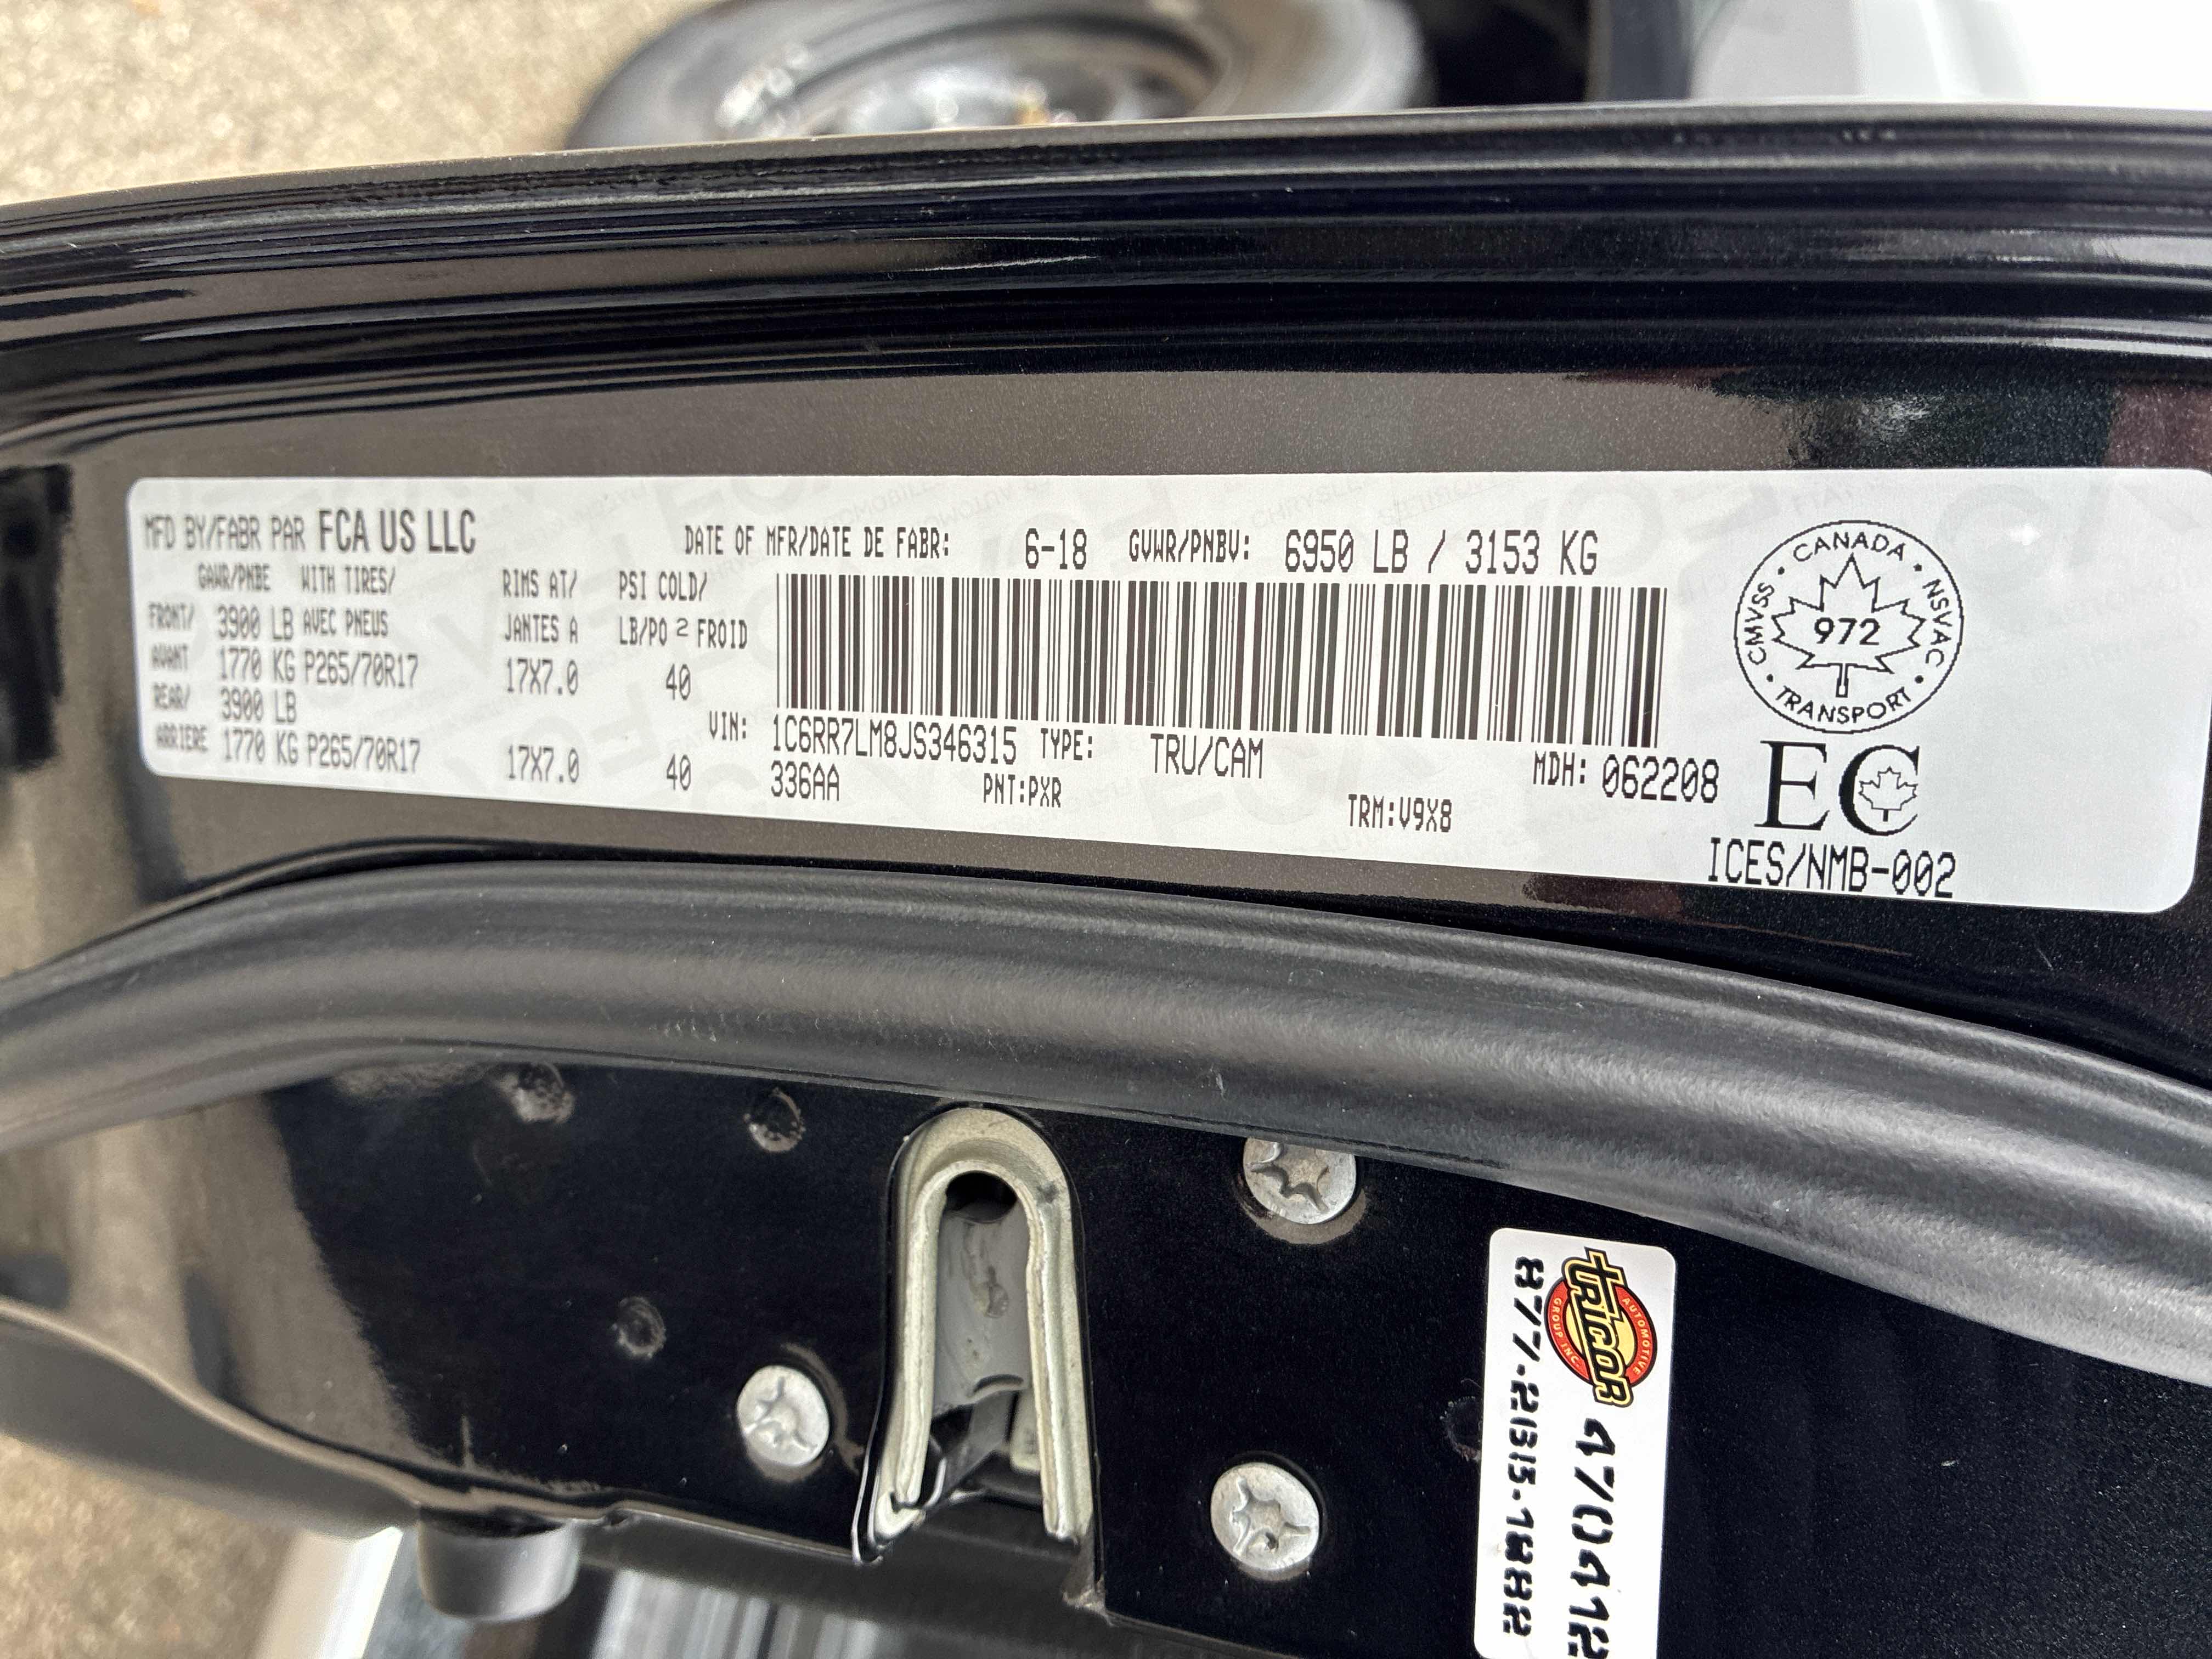 MFD BY/FABR PAR FCA US LLC
DATE OF MFR/DATE DE FABR: 6-18 GVWR/PNBV: 6950 LB / 3153 KG
GAWR/PNBE WITH TIRES/ RIMS AT/ PSI COLD/
FRONT/ 3900 LB AVEC PNEUS JANTES A LB/PO 2 FROID
AVANT 1770 KG P265/70R17 17X7.0 40
REAR/ 3900 LB
ARRIERE 1770 KG P265/70R17 17X7.0 40
VIN: 1C6RR7LM8JS346315 TYPE: TRU/CAM MDH: 062208
336AA PNT:PXR TRM:V9X8
CANADA
CMVSS 972 NSVAC
TRANSPORT
EC
ICES/NMB-002
AUTOMOTIVE
TRICOR 470412
GROUP INC.
877-2135-1882